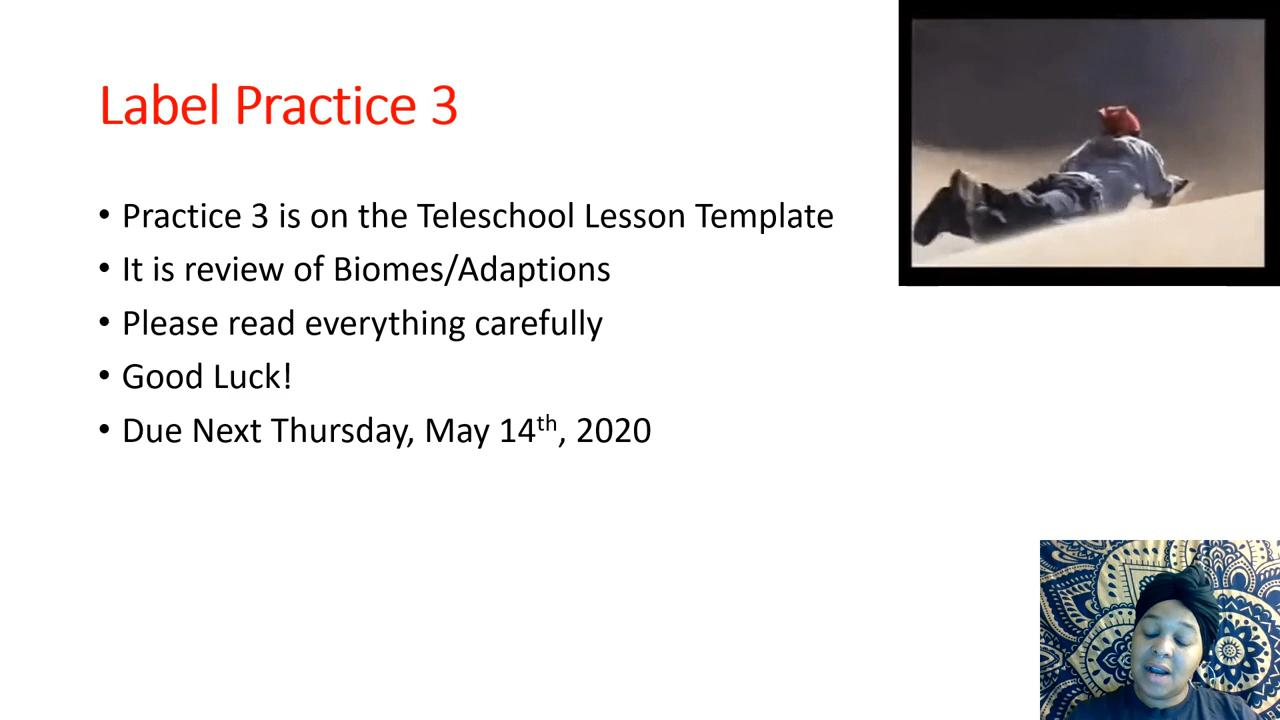 Label Practice 3
• Practice 3 is on the Teleschool Lesson Template
• It is review of Biomes/Adaptions
• Please read everything carefully
• Good Luck!
• Due Next Thursday, May 14th, 2020